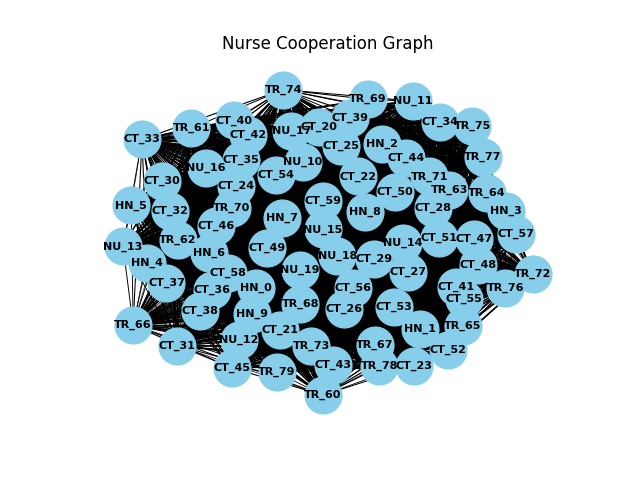 Nurse Cooperation Graph
TR_74
TR_69
NU_11
CT_33
TR_61
CT_40
CT_42
NU_17
CT_20
CT_39
CT_34
TR_75
CT_25
HN_2
CT_44
TR_77
CT_35
NU_16
NU_10
CT_54
CT_30
CT_24
CT_22
TR_71
TR_63
CT_50
TR_64
HN_5
CT_32
TR_70
CT_59
HN_8
CT_28
HN_3
HN_7
CT_46
NU_15
NU_13
TR_62
HN_6
CT_49
NU_14
CT_51
CT_47
CT_57
HN_4
NU_18
CT_29
CT_48
CT_37
CT_58
NU_19
CT_27
TR_72
CT_36
HN_0
CT_56
CT_41
TR_76
CT_55
CT_38
HN_9
TR_68
CT_26
CT_53
TR_66
CT_21
HN_1
TR_65
CT_31
NU_12
TR_73
TR_67
CT_52
CT_45
TR_79
CT_43
TR_78
CT_23
TR_60